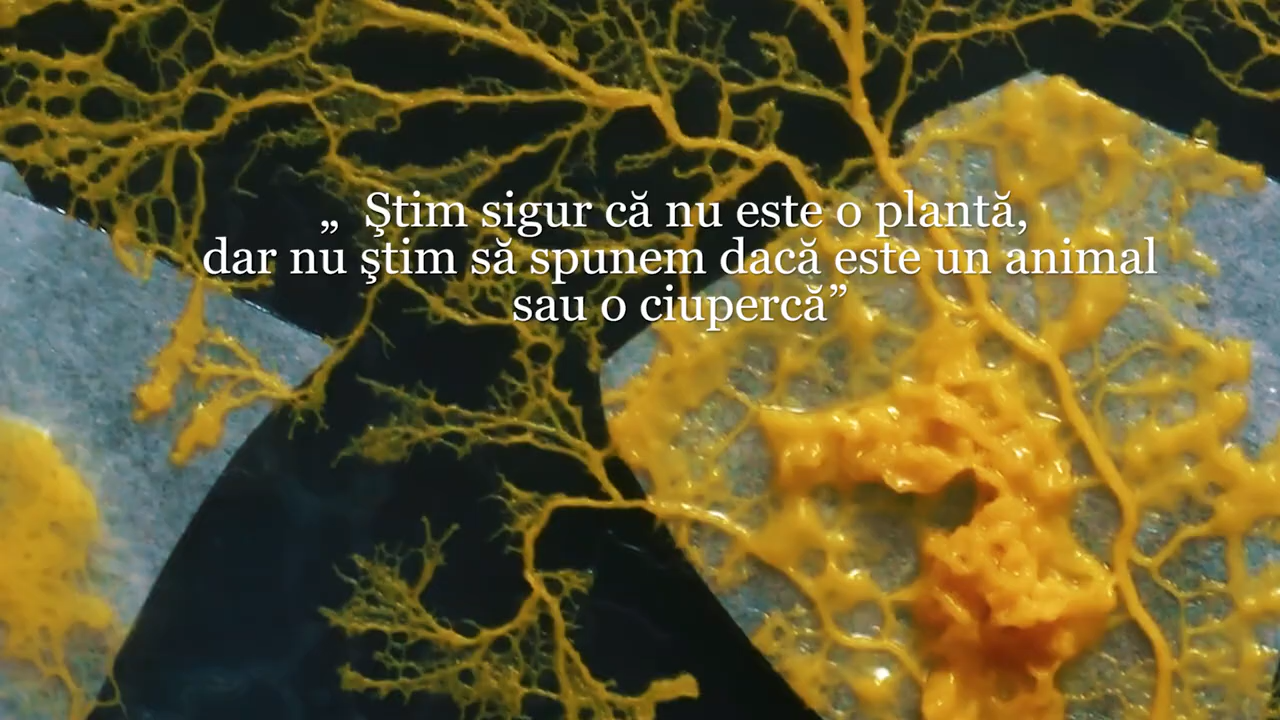 „  Ştim sigur că nu este o plantă,
dar nu ştim să spunem dacă este un animal
sau o ciupercă”